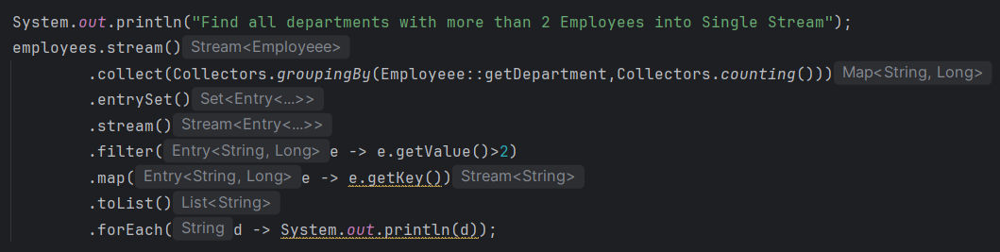 System.out.println("Find all departments with more than 2 Employees into Single Stream");
employees.stream() Stream<Employeee>
.collect(Collectors.groupingBy(Employeee::getDepartment,Collectors.counting())) Map<String, Long>
.entrySet() Set<Entry<...>>
.stream() Stream<Entry<...>>
.filter( Entry<String, Long> e -> e.getValue()>2)
.map( Entry<String, Long> e -> e.getKey()) Stream<String>
.toList() List<String>
.forEach( String d -> System.out.println(d));